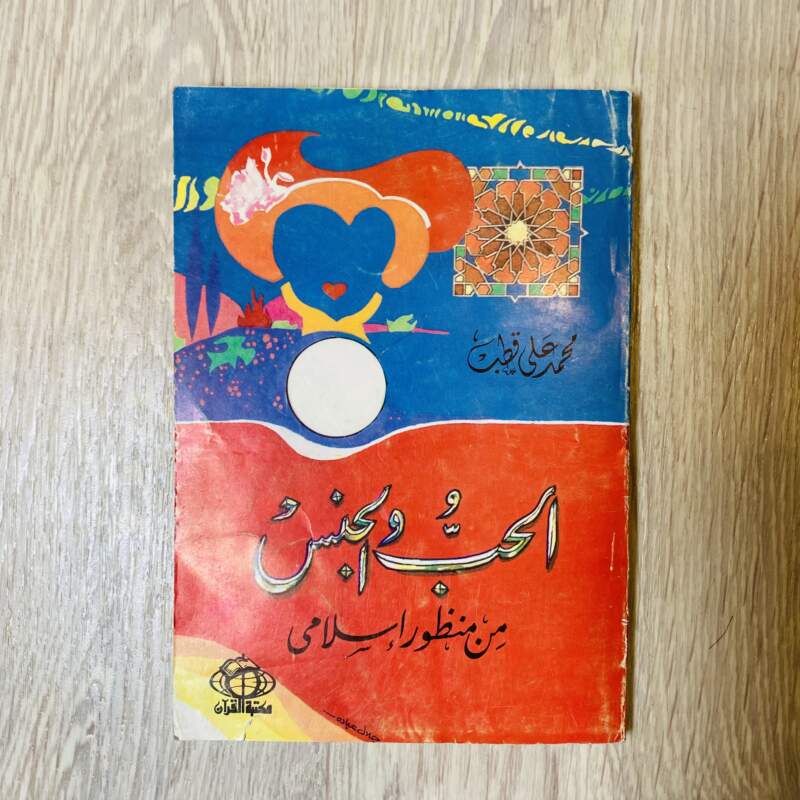 محمد علي قطب
الحبُّ والجنسُ
من منظور إسلامي
مكتبة القرآن